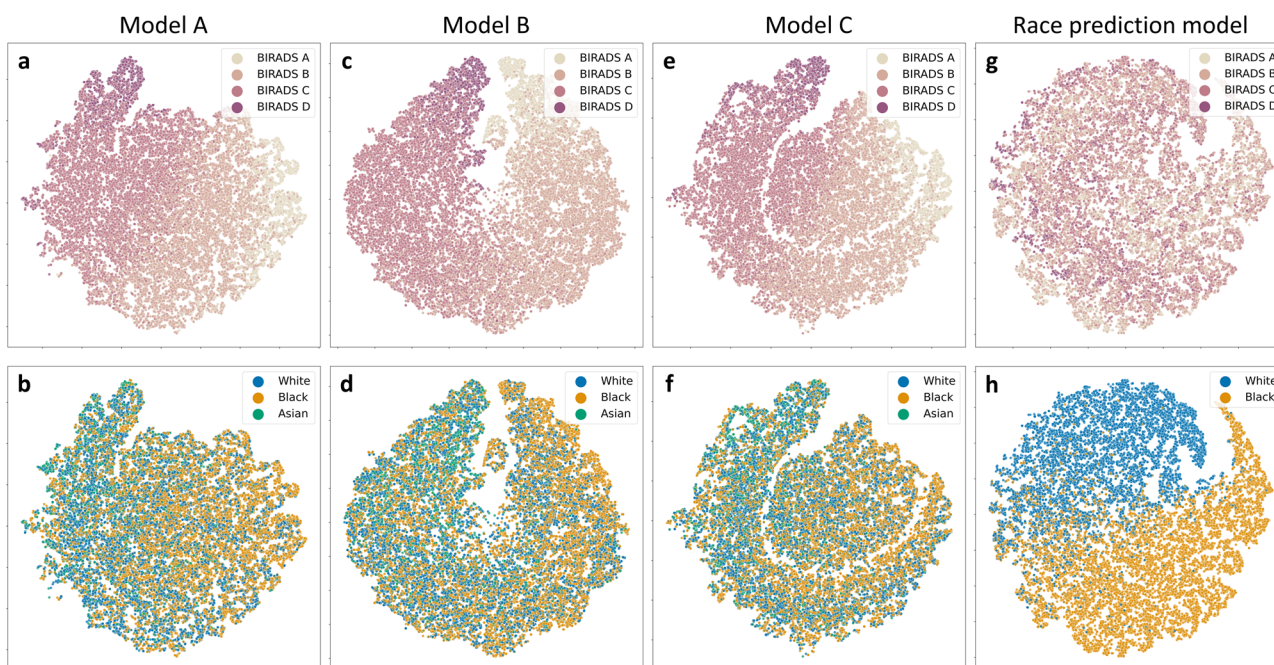 Model A
Model B
Model C
Race prediction model
a
BIRADS A
BIRADS B
BIRADS C
BIRADS D
c
BIRADS A
BIRADS B
BIRADS C
BIRADS D
e
BIRADS A
BIRADS B
BIRADS C
BIRADS D
g
BIRADS A
BIRADS B
BIRADS C
BIRADS D
b
White
Black
Asian
d
White
Black
Asian
f
White
Black
Asian
h
White
Black